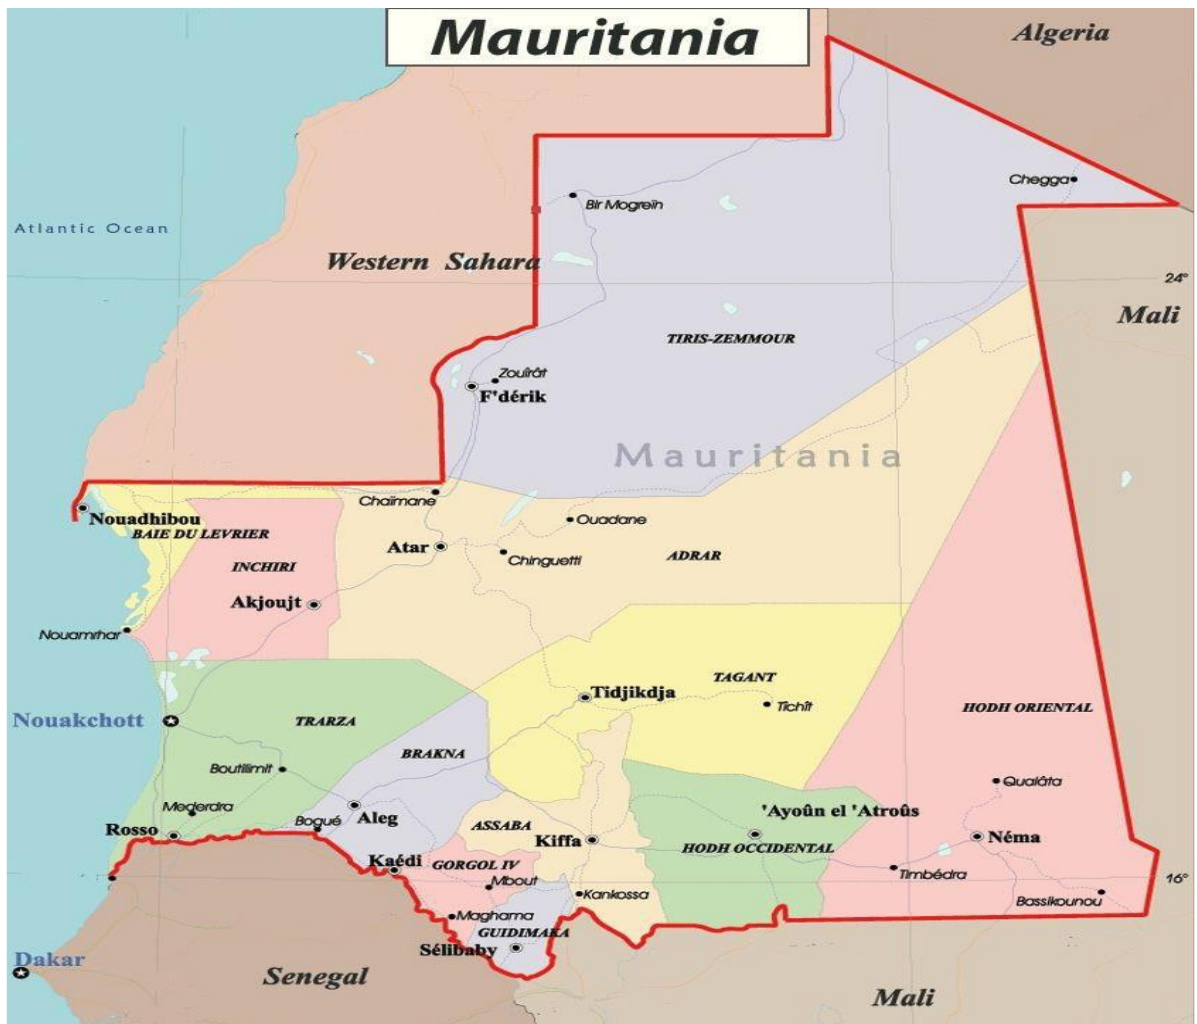 Mauritania
Algeria
Chegga
Bir Mogreïn
Atlantic Ocean
Western Sahara
24°
Mali
TIRIS-ZEMMOUR
Zouîrât
F'dérik
Mauritania
Chaïmane
Nouadhibou
Ouadane
BAIE DU LEVRIER
Atar
ADRAR
Chinguetti
INCHIRI
Akjoujt
Nouamrhar
TAGANT
Tidjikdja
Tîchît
HODH ORIENTAL
Nouakchott
TRARZA
BRAKNA
Boutilimit
Qualâta
Mederdra
'Ayoûn el 'Atroûs
Aleg
Bogué
ASSABA
Rosso
Kiffa
Néma
HODH OCCIDENTAL
Kaédi
GORGOL IV
Timbédra
16°
Mbout
Kankossa
Bassikounou
Maghama
GUIDIMAKA
Sélibaby
Dakar
Senegal
Mali